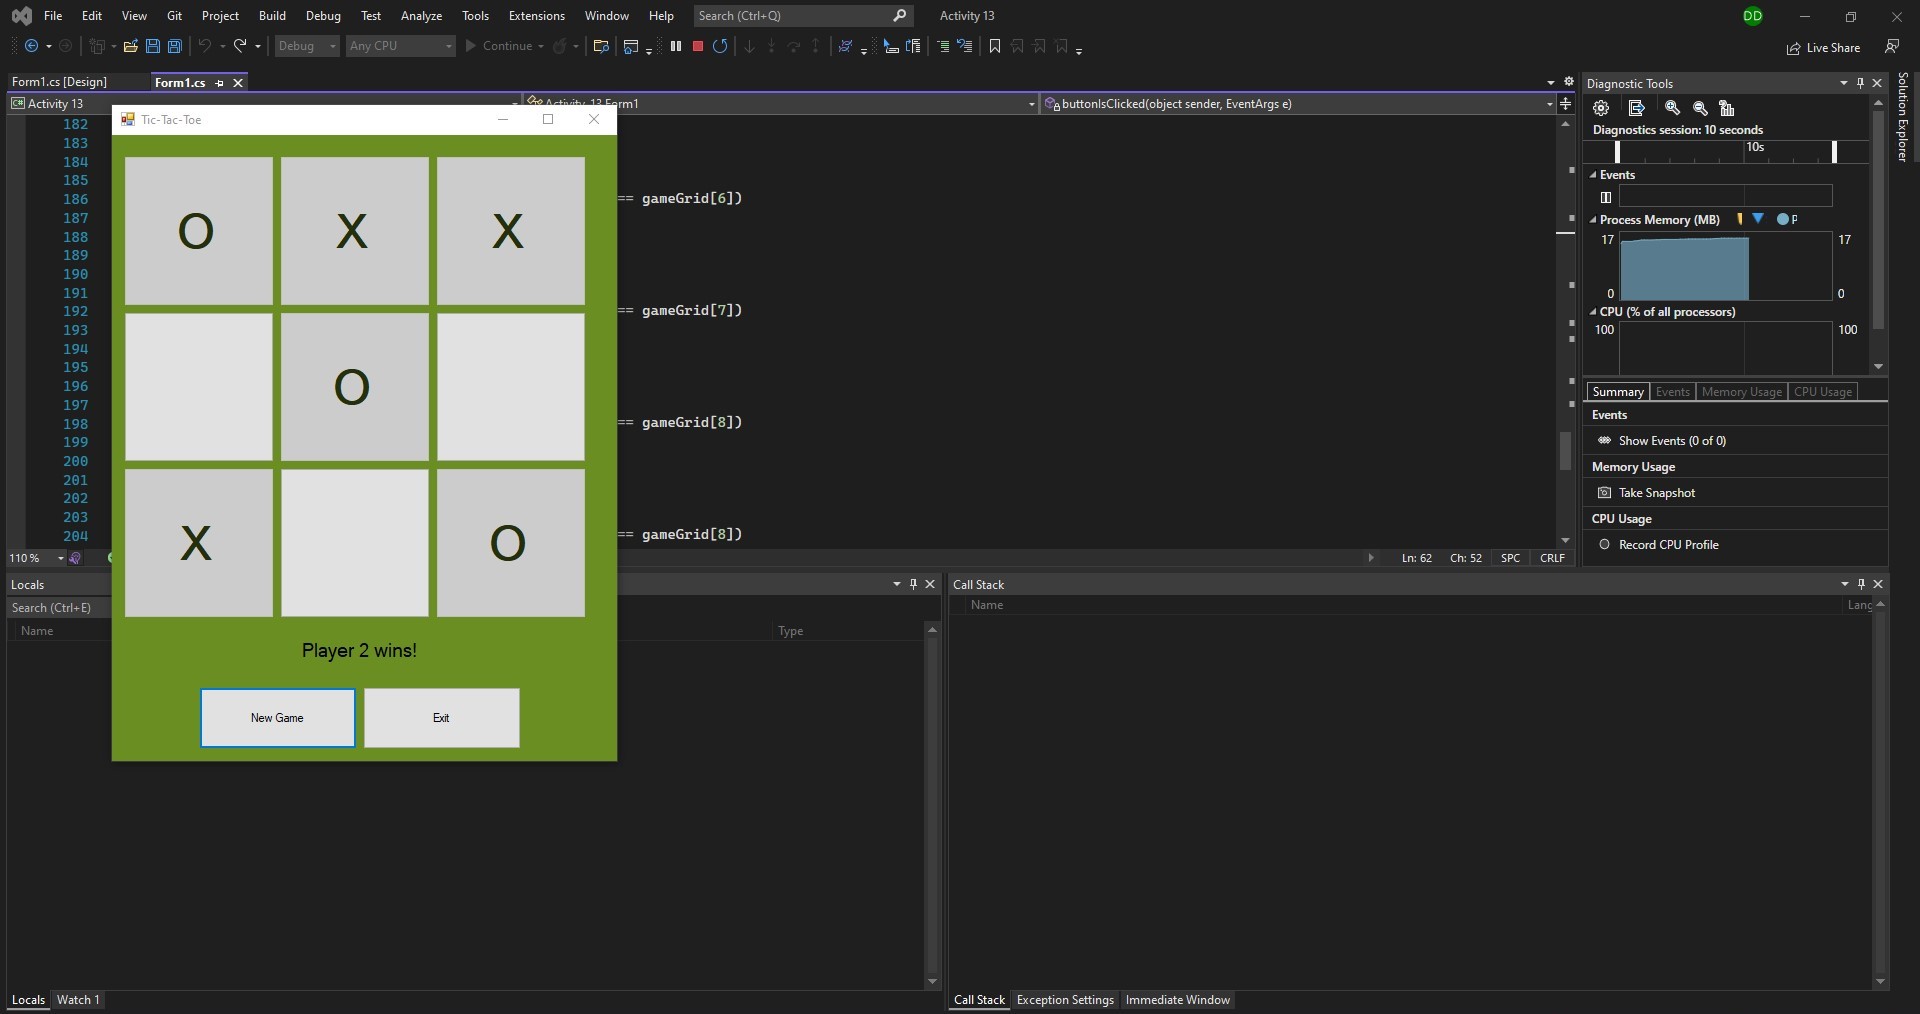 File Edit View Git Project Build Debug Test Analyze Tools Extensions Window Help Search (Ctrl+Q) Activity 13 DD
Debug Any CPU Continue Live Share
Form1.cs [Design] Form1.cs
Activity 13 buttonIsClicked(object sender, EventArgs e)
Tic-Tac-Toe
182
183
184
185
186 == gameGrid[6])
187
188
189
190
191
192 == gameGrid[7])
193
194
195
196
197
198 == gameGrid[8])
199
200
201
202
203
204 == gameGrid[8])
O X X
O
X O
Player 2 wins!
New Game Exit
110 % Ln: 62 Ch: 52 SPC CRLF
Diagnostic Tools
Diagnostics session: 10 seconds
10s
Events
Process Memory (MB) P
17 17
0 0
CPU (% of all processors)
100 100
Summary Events Memory Usage CPU Usage
Events
Show Events (0 of 0)
Memory Usage
Take Snapshot
CPU Usage
Record CPU Profile
Solution Explorer
Locals
Search (Ctrl+E)
Name Type
Locals Watch 1
Call Stack
Name Lang
Call Stack Exception Settings Immediate Window